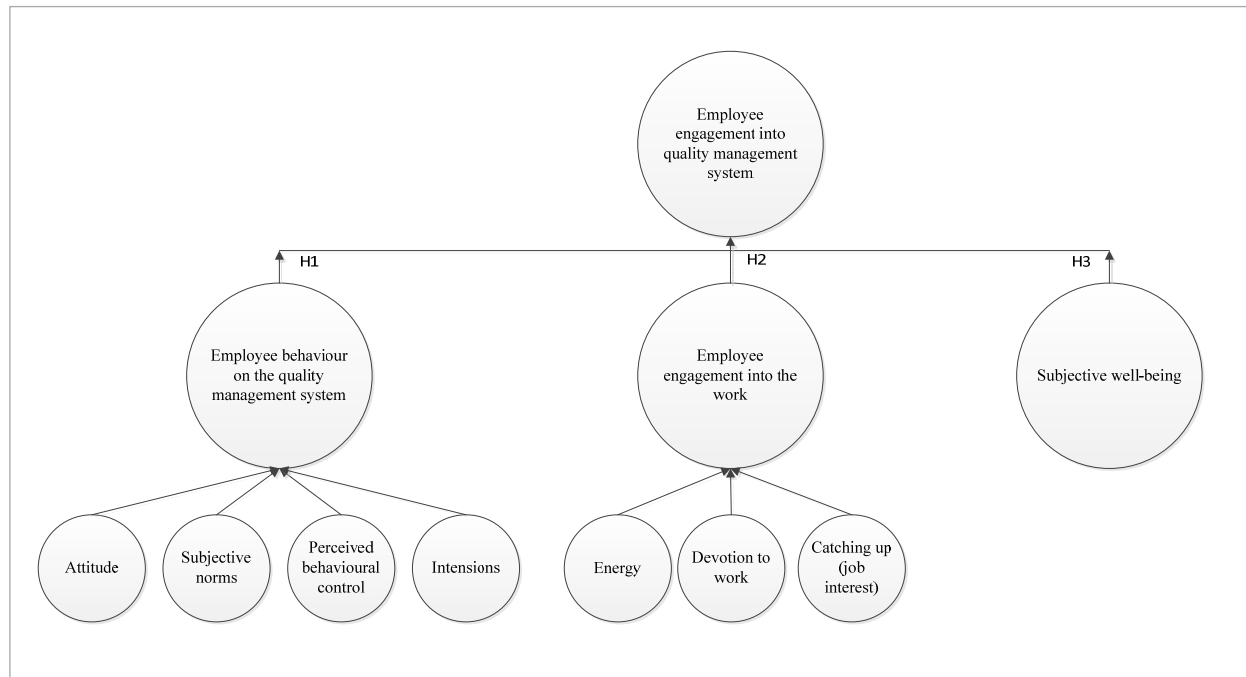 Employee
engagement into
quality management
system
H1
H2
H3
Employee behaviour
on the quality
management system
Employee
engagement into the
work
Subjective well-being
Attitude
Subjective
norms
Perceived
behavioural
control
Intensions
Energy
Devotion to
work
Catching up
(job
interest)